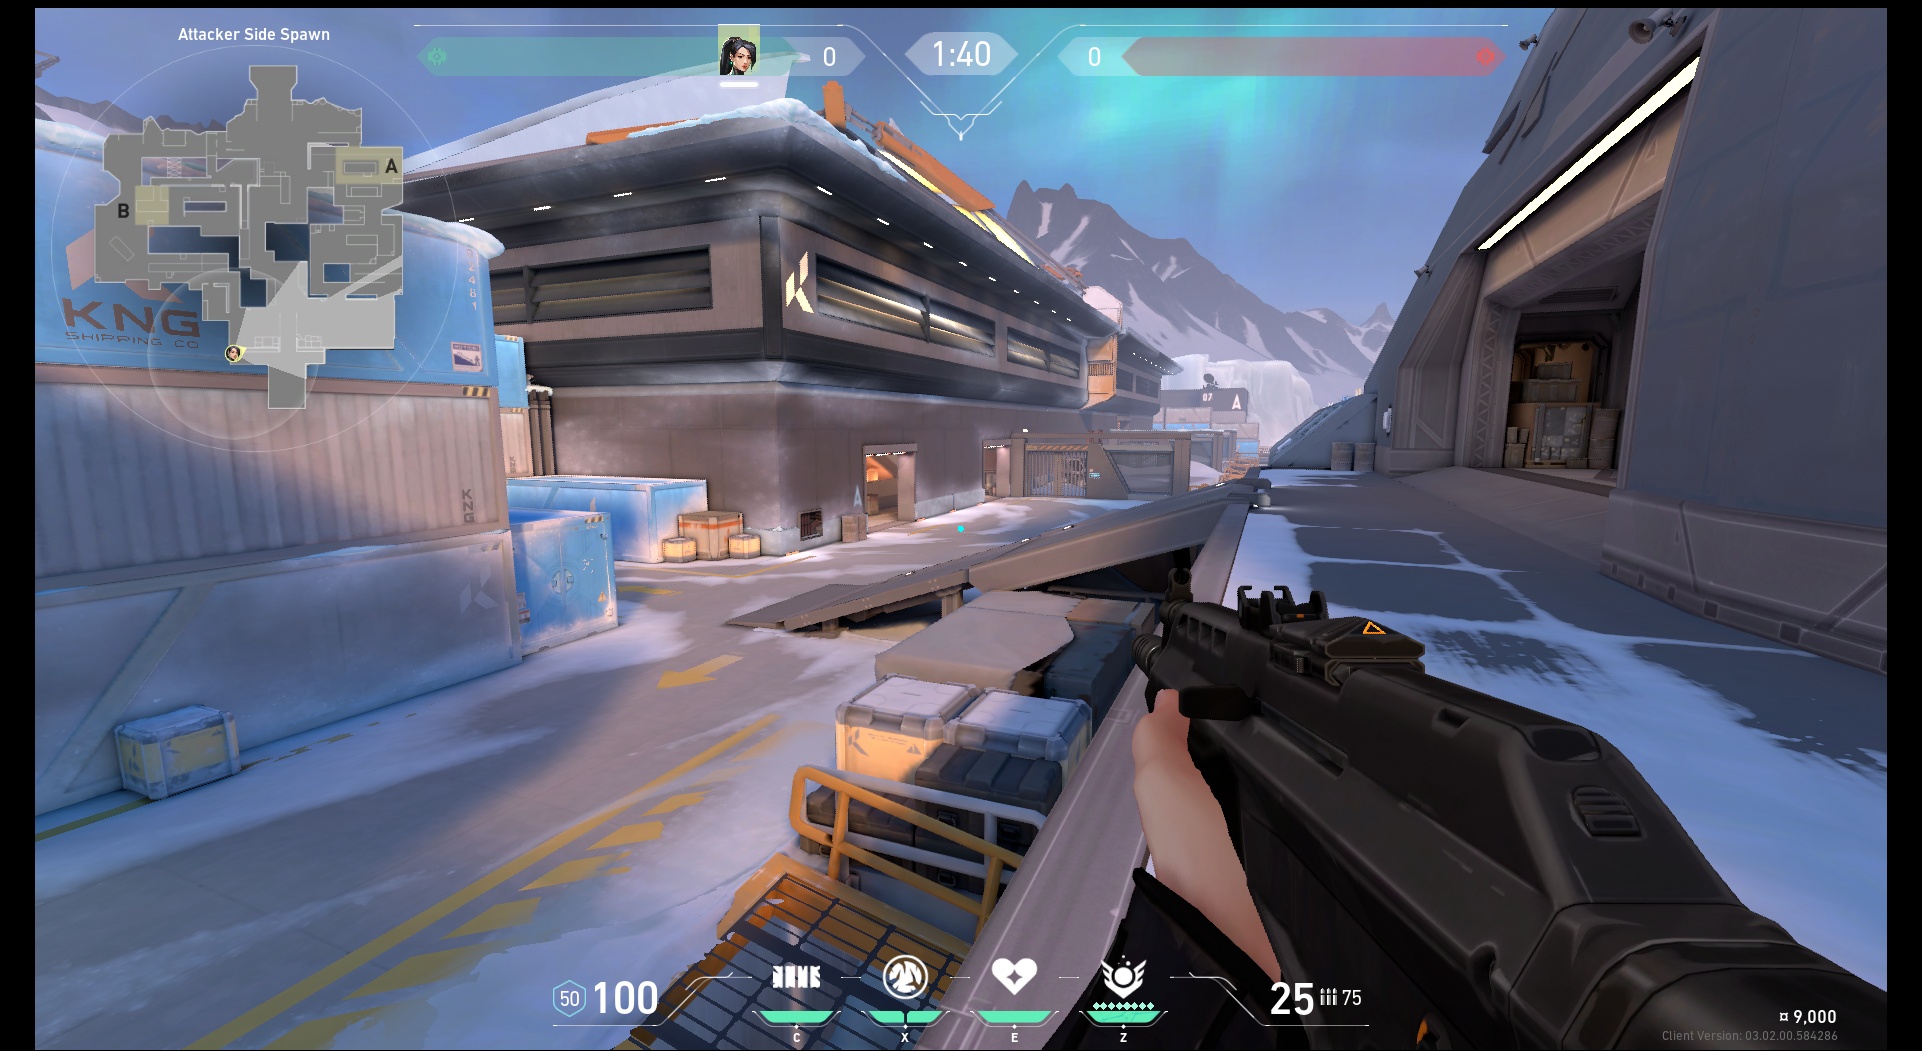 Attacker Side Spawn
0
1:40
0
A
B
2481
KNG
SHIPPING CO
07
A
KNG
A
50
100
25
75
C
X
E
Z
¤ 9,000
Client Version: 03.02.00.584286